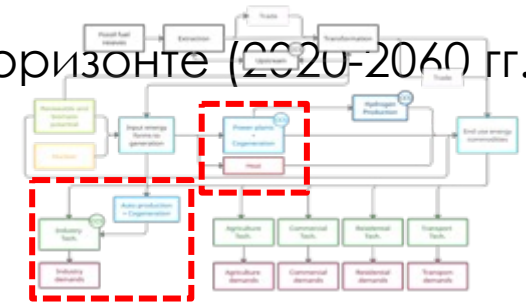 Trade
Fossil fuel reserves
Extraction
Transformation
Upstream
оризонте (2020-2060 гг.
Trade
Renewable and biomass potential
Hydrogen Production
Input energy forms to generation
Power plants + Cogeneration
End use energy commodities
Nuclear
Heat
Auto production + Cogeneration
Industry Tech.
Agriculture Tech.
Commercial Tech.
Residential Tech.
Transport Tech.
Industry demands
Agriculture demands
Commercial demands
Residential demands
Transport demands